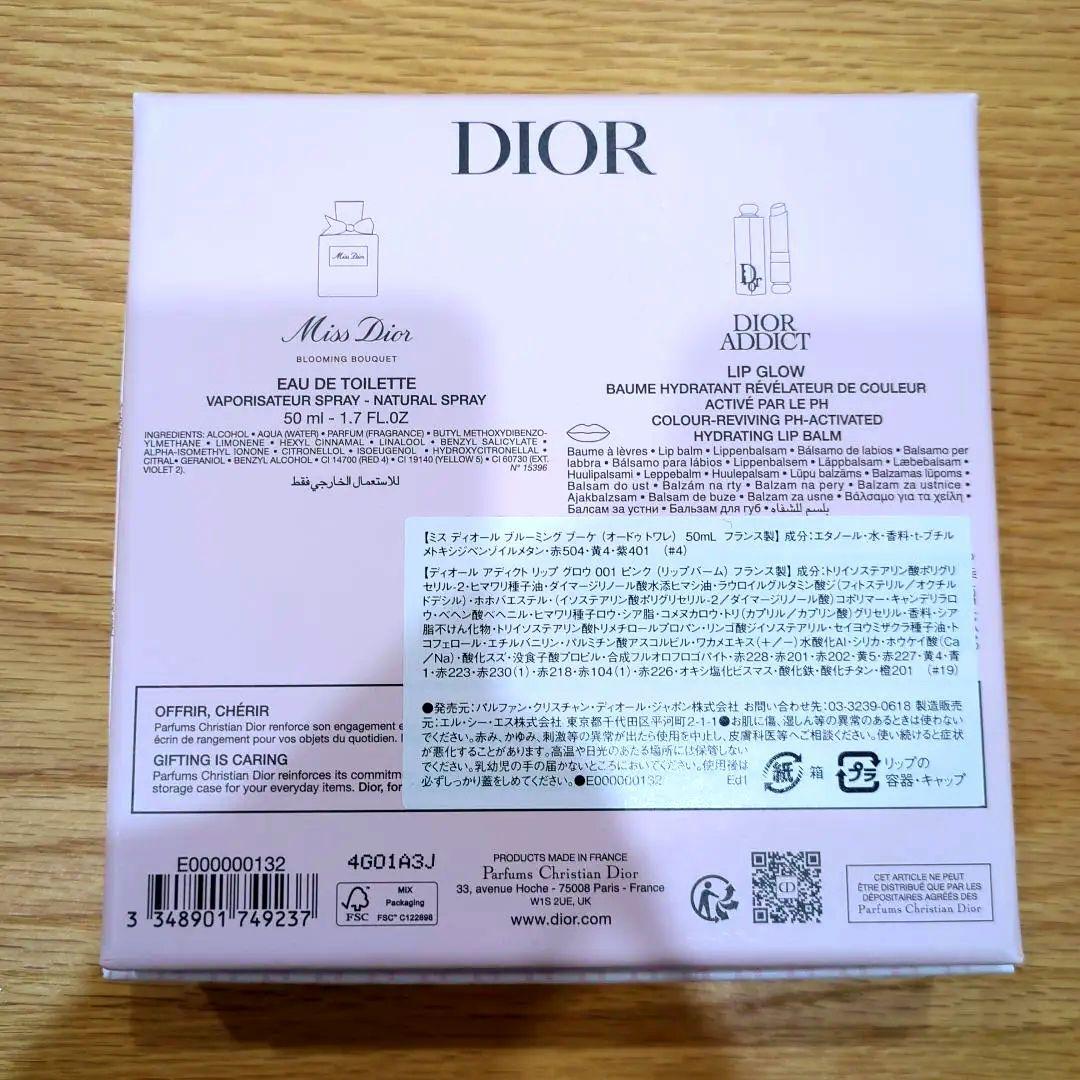 DIOR
Miss Dior
Miss Dior
BLOOMING BOUQUET
EAU DE TOILETTE
VAPORISATEUR SPRAY - NATURAL SPRAY
50 ml - 1.7 FL.OZ
INGREDIENTS: ALCOHOL • AQUA (WATER) • PARFUM (FRAGRANCE) • BUTYL METHOXYDIBENZO-
YLMETHANE • LIMONENE • HEXYL CINNAMAL • LINALOOL • BENZYL SALICYLATE •
ALPHA-ISOMETHYL IONONE • CITRONELLOL • ISOEUGENOL • HYDROXYCITRONELLAL •
CITRAL • GERANIOL • BENZYL ALCOHOL • CI 14700 (RED 4) • CI 19140 (YELLOW 5) • CI 60730 (EXT.
VIOLET 2).
N° 15396
للاستعمال الخارجي فقط
Dior
DIOR
ADDICT
LIP GLOW
BAUME HYDRATANT RÉVÉLATEUR DE COULEUR
ACTIVÉ PAR LE PH
COLOUR-REVIVING PH-ACTIVATED
HYDRATING LIP BALM
Baume à lèvres • Lip balm • Lippenbalsam • Bálsamo de labios • Balsamo per
labbra • Bálsamo para lábios • Lippenbalsem • Läppbalsam • Læbebalsam •
Huulipalsami • Leppebalm • Huulepalsam • Lūpu balzāms • Balzamas lūpoms •
Balsam do ust • Balzám na rty • Balzam na pery • Balzam za ustnice •
Ajakbalzsam • Balsam de buze • Balzam za usne • Βάλσαμο για τα χείλη •
Балсам за устни • Бальзам для губ • بلسم للشفاه
【ミス ディオール ブルーミング ブーケ （オードゥ トワレ） 50mL フランス製】 成分：エタノール・水・香料・t-ブチル
メトキシジベンゾイルメタン・赤504・黄4・紫401 （#4）
【ディオール アディクト リップ グロウ 001 ピンク （リップバーム） フランス製】 成分：トリイソステアリン酸ポリグリ
セリル-2・ヒマワリ種子油・ダイマージリノール酸水添ヒマシ油・ラウロイルグルタミン酸ジ（フィトステリル／オクチル
ドデシル）・ホホバエステル・（イソステアリン酸ポリグリセリル-2／ダイマージリノール酸）コポリマー・キャンデリラロ
ウ・ベヘン酸ベヘニル・ヒマワリ種子ロウ・シア脂・コメヌカロウ・トリ（カプリル／カプリン酸）グリセリル・香料・シア
脂不けん化物・トリイソステアリン酸トリメチロールプロパン・リンゴ酸ジイソステアリル・セイヨウミザクラ種子油・ト
コフェロール・エチルバニリン・パルミチン酸アスコルビル・ワカメエキス（＋／−）水酸化Al・シリカ・ホウケイ酸（Ca
／Na）・酸化スズ・没食子酸プロピル・合成フルオロフロゴパイト・赤228・赤201・赤202・黄5・赤227・黄4・青
1・赤223・赤230（1）・赤218・赤104（1）・赤226・オキシ塩化ビスマス・酸化鉄・酸化チタン・橙201 （#19）
●発売元：パルファン・クリスチャン・ディオール・ジャポン株式会社 お問い合わせ先：03-3239-0618 製造販売
元：エル・シー・エス株式会社 東京都千代田区平河町2-1-1●お肌に傷、湿しん等の異常のあるときは使わない
でください。赤み、かゆみ、刺激等の異常が出たら使用を中止し、皮膚科医等へご相談ください。使い続けると症状
が悪化することがあります。高温や日光のあたる場所には保管しない
でください。乳幼児の手の届かないところにおいてください。使用後は
必ずしっかり蓋をしめてください。●E000000132 Ed1
紙 箱
プラ リップの
容器・キャップ
OFFRIR, CHÉRIR
Parfums Christian Dior renforce son engagement e
écrin de rangement pour vos objets du quotidien.
GIFTING IS CARING
Parfums Christian Dior reinforces its commitm
storage case for your everyday items. Dior, for
E000000132
3 348901 749237
4G01A3J
FSC
MIX
Packaging
FSC® C122698
PRODUCTS MADE IN FRANCE
Parfums Christian Dior
33, avenue Hoche - 75008 Paris - France
W1S 2UE, UK
www.dior.com
CD
CET ARTICLE NE PEUT
ÊTRE DISTRIBUÉ QUE PAR LES
DÉPOSITAIRES AGRÉÉS DES
Parfums Christian Dior